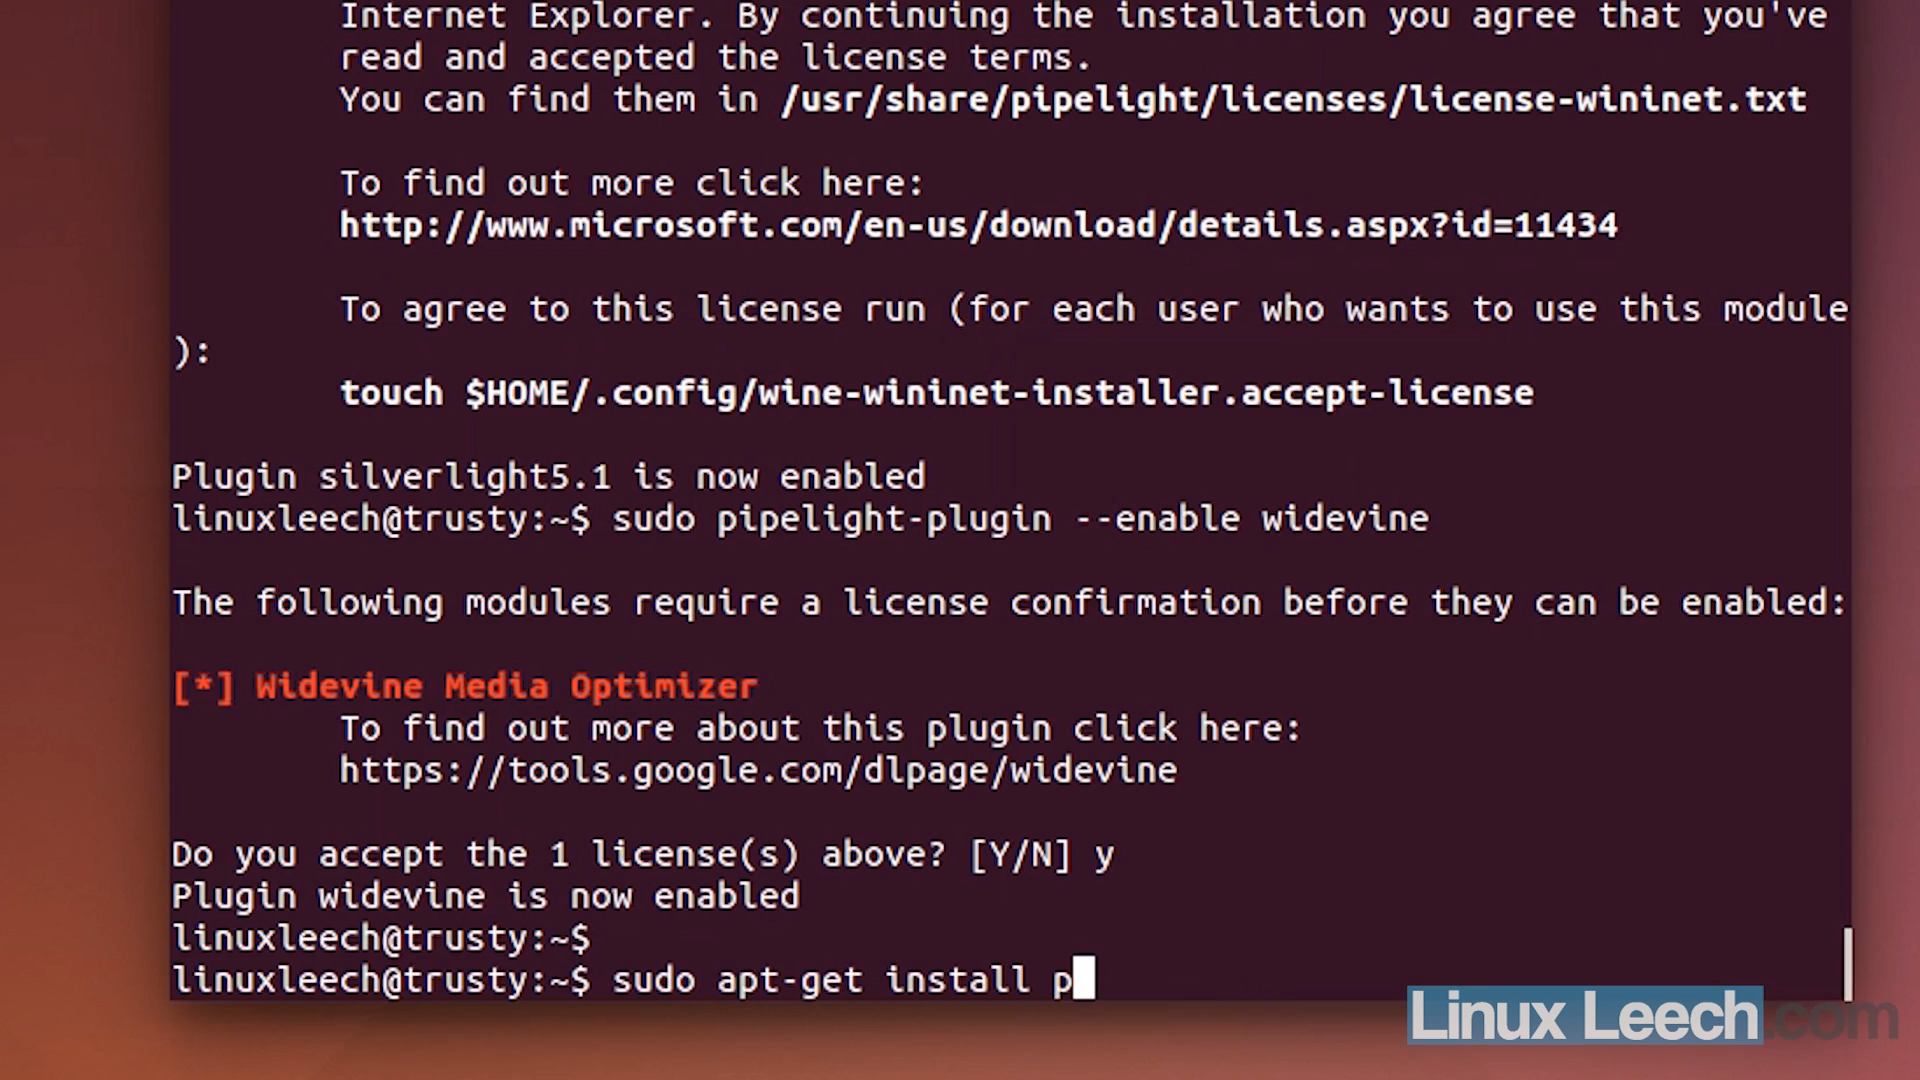 Internet Explorer. By continuing the installation you agree that you've
read and accepted the license terms.
You can find them in /usr/share/pipelight/licenses/license-wininet.txt
To find out more click here:
http://www.microsoft.com/en-us/download/details.aspx?id=11434
To agree to this license run (for each user who wants to use this module
):
touch $HOME/.config/wine-wininet-installer.accept-license
Plugin silverlight5.1 is now enabled
linuxleech@trusty:~$ sudo pipelight-plugin --enable widevine
The following modules require a license confirmation before they can be enabled:
[*] Widevine Media Optimizer
To find out more about this plugin click here:
https://tools.google.com/dlpage/widevine
Do you accept the 1 license(s) above? [Y/N] y
Plugin widevine is now enabled
linuxleech@trusty:~$
linuxleech@trusty:~$ sudo apt-get install p
Linux Leech.com